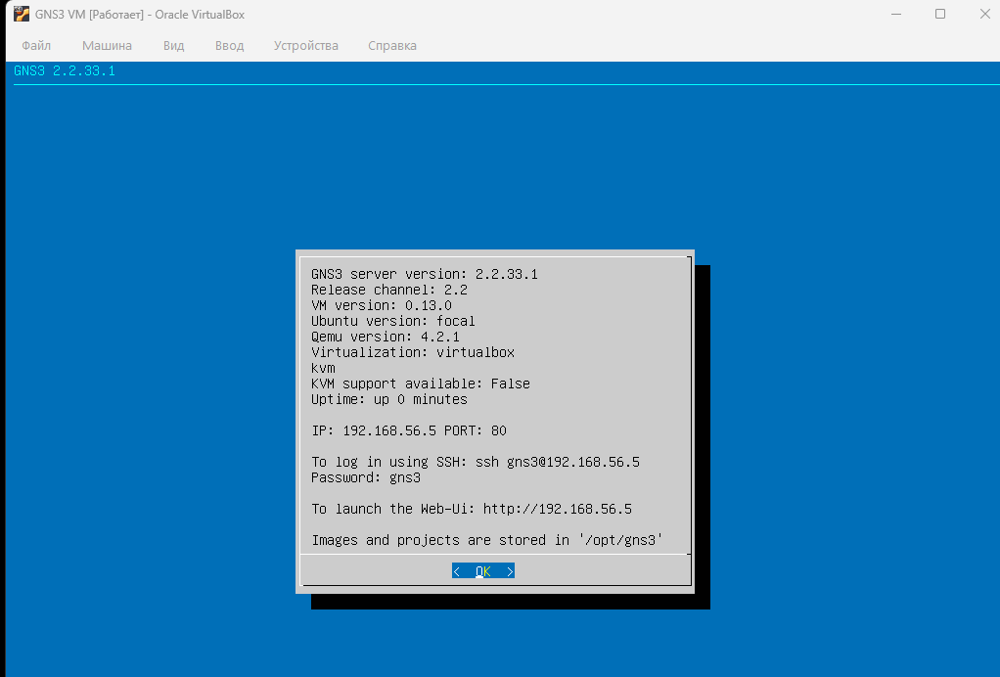 GNS3 VM [Работает] - Oracle VirtualBox
Файл Машина Вид Ввод Устройства Справка
GNS3 2.2.33.1
GNS3 server version: 2.2.33.1
Release channel: 2.2
VM version: 0.13.0
Ubuntu version: focal
Qemu version: 4.2.1
Virtualization: virtualbox
kvm
KVM support available: False
Uptime: up 0 minutes
IP: 192.168.56.5 PORT: 80
To log in using SSH: ssh gns3@192.168.56.5
Password: gns3
To launch the Web-Ui: http://192.168.56.5
Images and projects are stored in '/opt/gns3'
< OK >